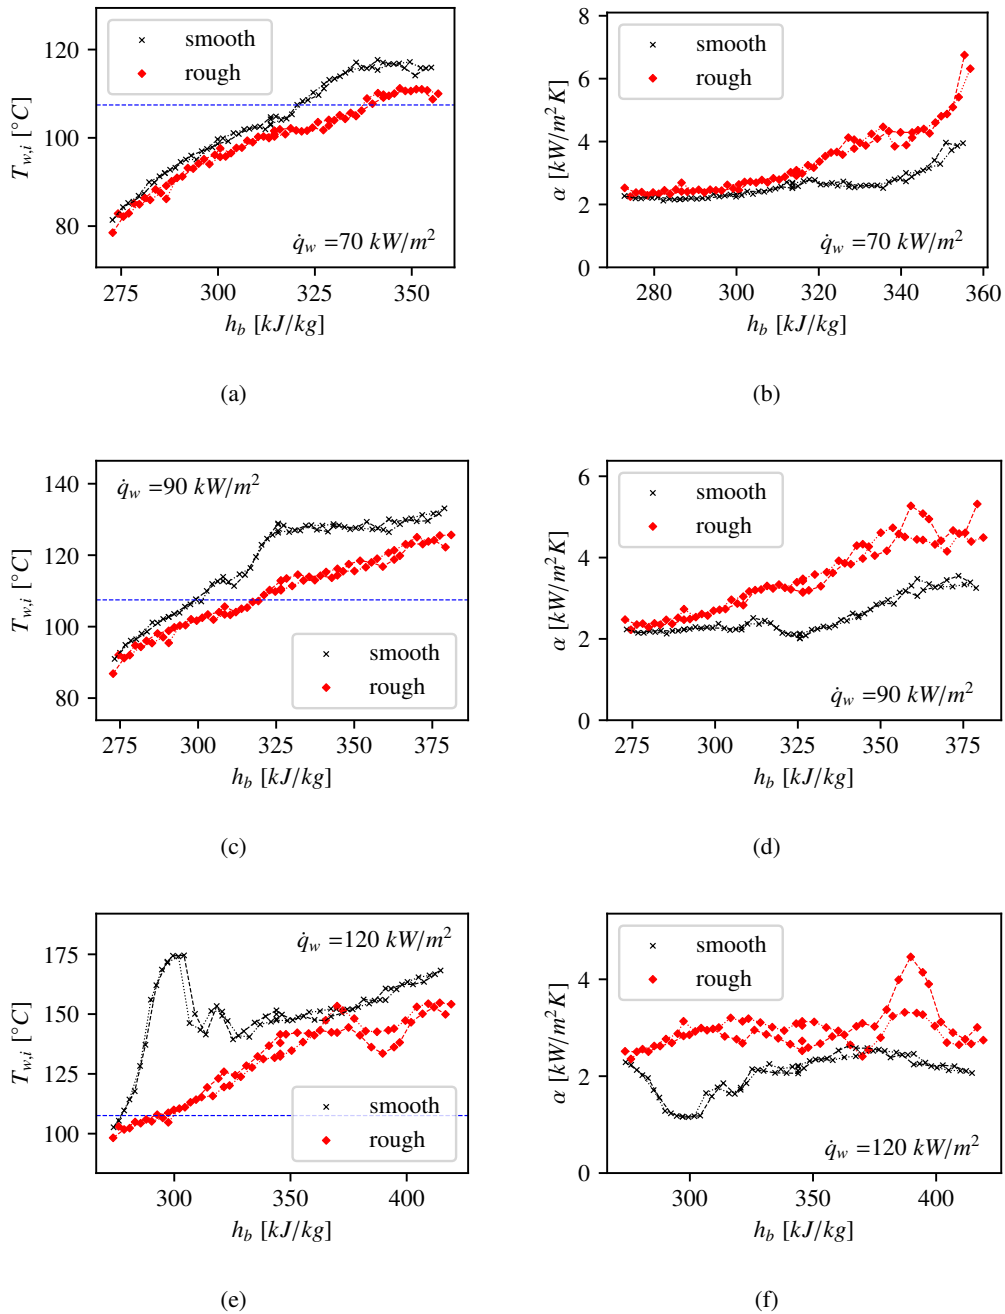 smooth
rough
120
100
80
T_{w,i} [°C]
q̇_w =70 kW/m²
275 300 325 350
h_b [kJ/kg]
(a)
smooth
rough
8
6
4
2
0
α [kW/m²K]
q̇_w =70 kW/m²
280 300 320 340 360
h_b [kJ/kg]
(b)
q̇_w =90 kW/m²
140
120
100
80
T_{w,i} [°C]
smooth
rough
275 300 325 350 375
h_b [kJ/kg]
(c)
smooth
rough
6
4
2
0
α [kW/m²K]
q̇_w =90 kW/m²
275 300 325 350 375
h_b [kJ/kg]
(d)
q̇_w =120 kW/m²
175
150
125
100
T_{w,i} [°C]
smooth
rough
300 350 400
h_b [kJ/kg]
(e)
smooth
rough
4
2
0
α [kW/m²K]
q̇_w =120 kW/m²
300 350 400
h_b [kJ/kg]
(f)